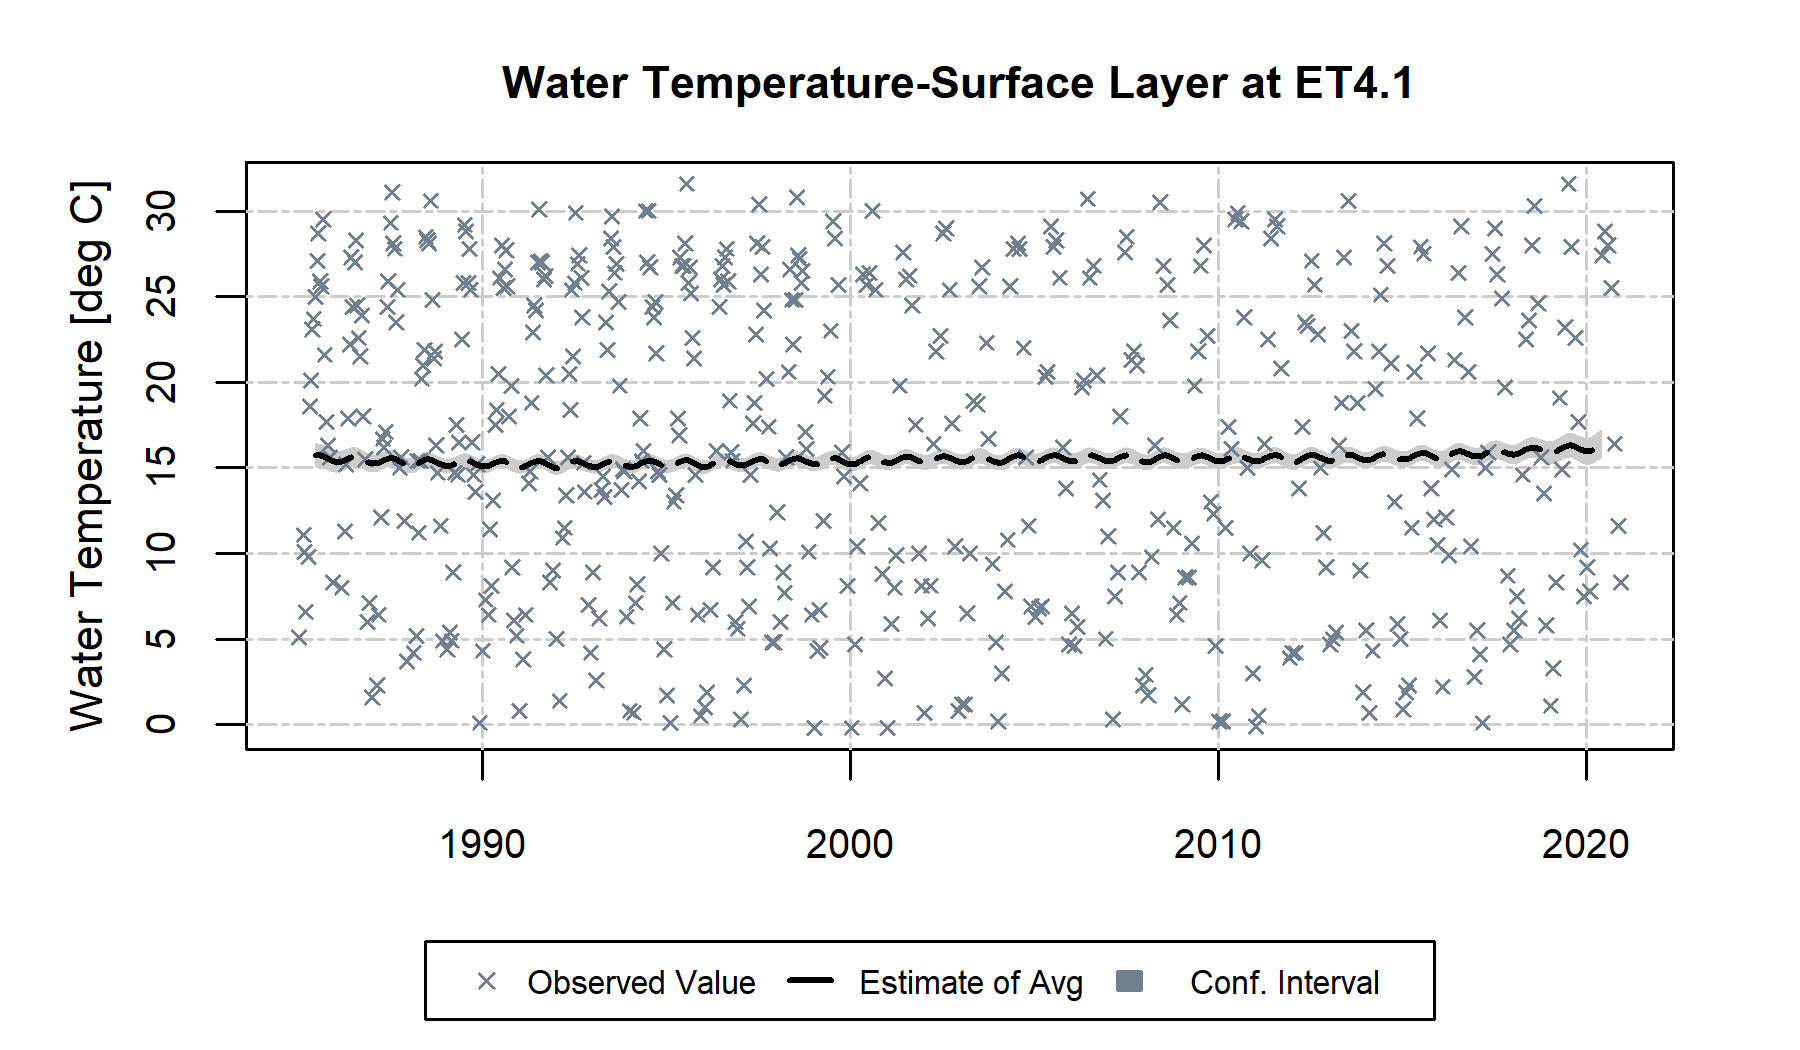 Water Temperature-Surface Layer at ET4.1
Water Temperature [deg C]
30
25
20
15
10
5
0
1990 2000 2010 2020
Observed Value Estimate of Avg Conf. Interval